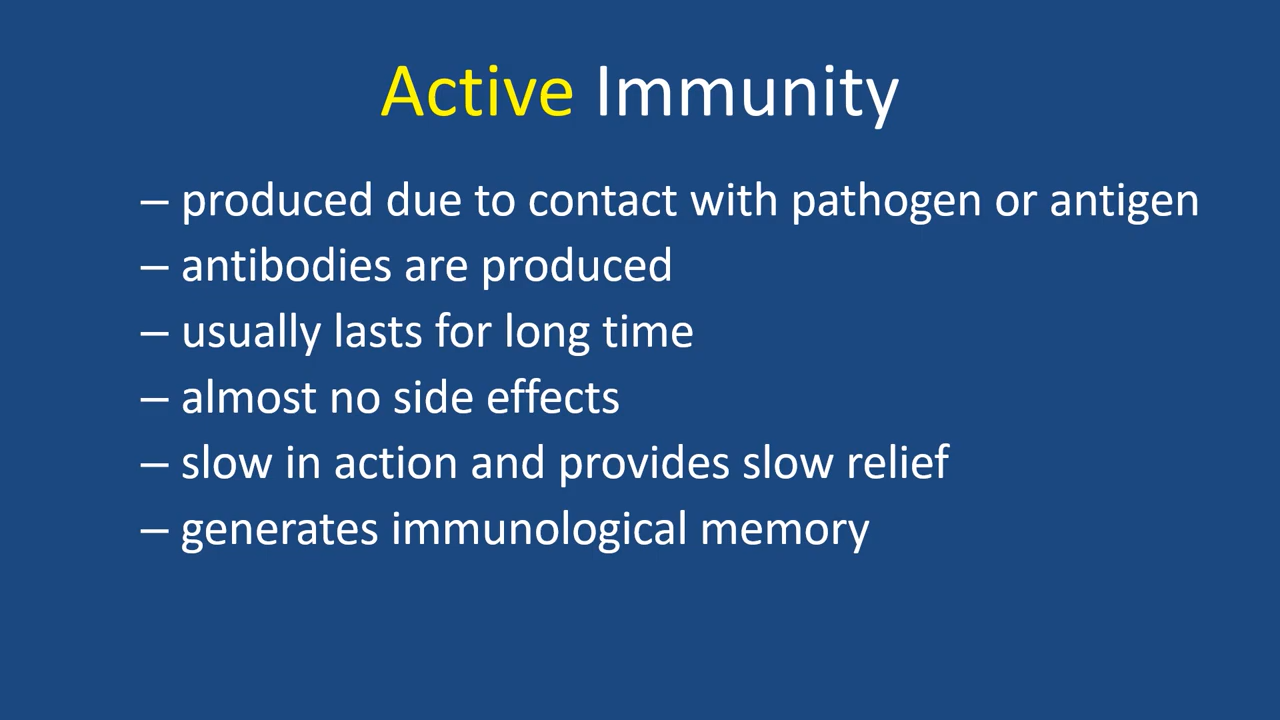 Active Immunity
– produced due to contact with pathogen or antigen
– antibodies are produced
– usually lasts for long time
– almost no side effects
– slow in action and provides slow relief
– generates immunological memory